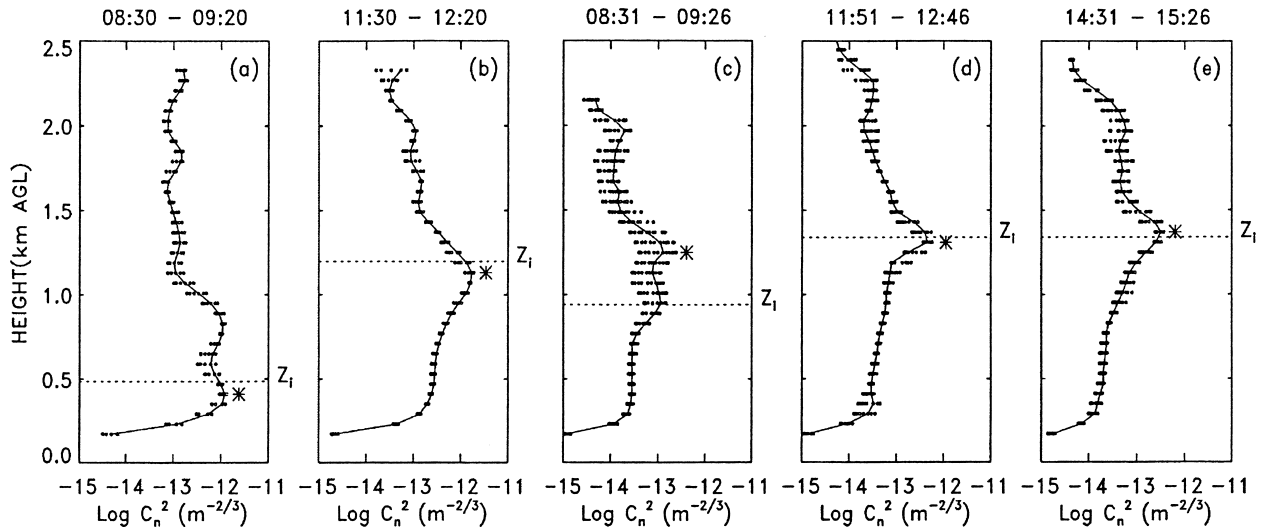 08:30 − 09:20 11:30 − 12:20 08:31 − 09:26 11:51 − 12:46 14:31 − 15:26
2.5 (a) (b) (c) (d) (e)
2.0
1.5
Z_i Z_i Z_i
1.0
Z_i
0.5 Z_i
0.0
HEIGHT(km AGL)
−15 −14 −13 −12 −11 −15 −14 −13 −12 −11 −15 −14 −13 −12 −11 −15 −14 −13 −12 −11 −15 −14 −13 −12 −11
Log C_n^2 (m^{−2/3}) Log C_n^2 (m^{−2/3}) Log C_n^2 (m^{−2/3}) Log C_n^2 (m^{−2/3}) Log C_n^2 (m^{−2/3})